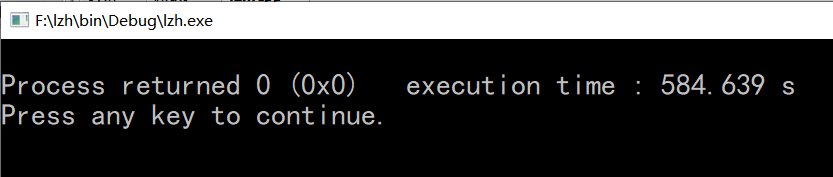 F:\lzh\bin\Debug\lzh.exe
Process returned 0 (0x0)   execution time : 584.639 s
Press any key to continue.